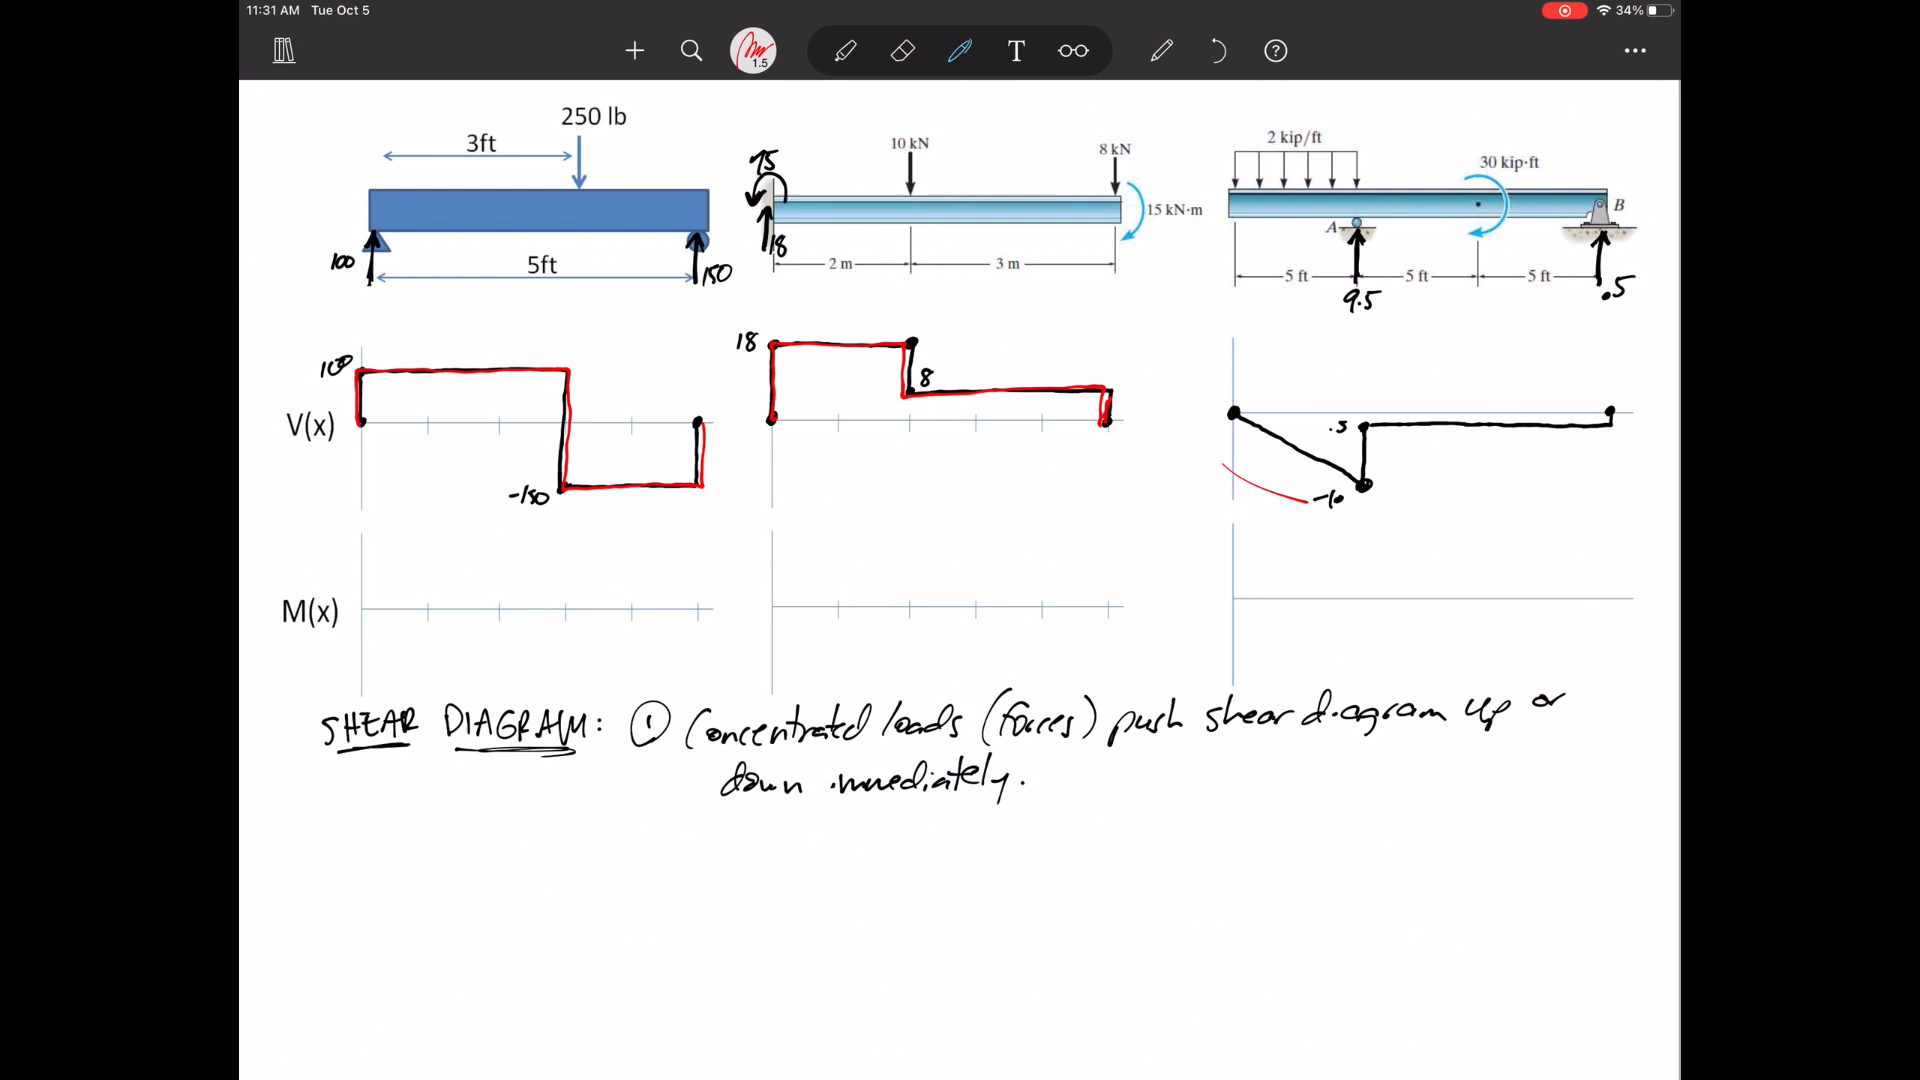 11:31 AM Tue Oct 5
34%
1.5
T
?
250 lb
3ft
5ft
100
150
10 kN
8 kN
15 kN·m
75
18
2 m
3 m
2 kip/ft
30 kip·ft
A
B
5 ft
5 ft
5 ft
9.5
.5
V(x)
100
-150
18
8
.5
-10
M(x)
SHEAR DIAGRAM: ① Concentrated loads (forces) push shear diagram up or
down immediately.